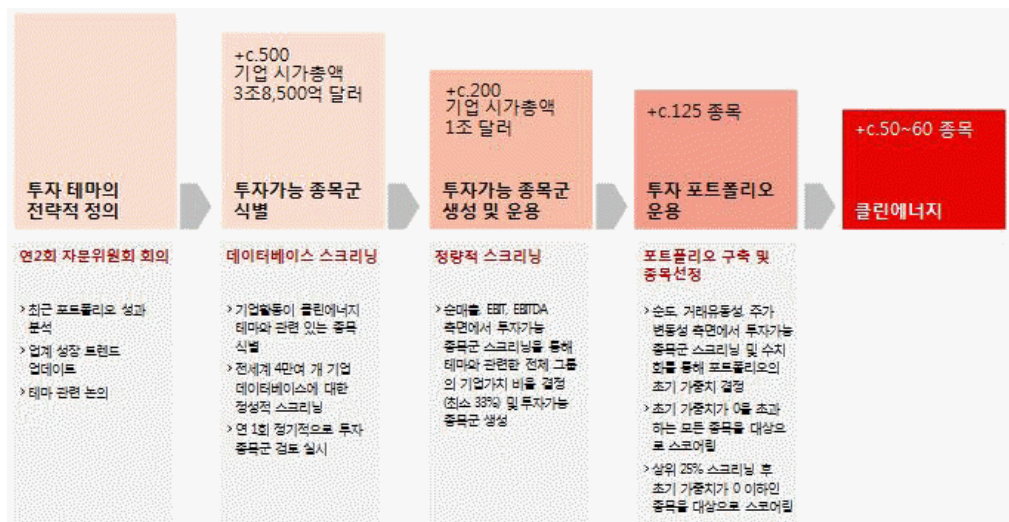 투자 테마의
전략적 정의
+c.500
기업 시가총액
3조8,500억 달러
투자가능 종목군
식별
+c.200
기업 시가총액
1조 달러
투자가능 종목군
생성 및 운용
+c.125 종목
투자 포트폴리오
운용
+c.50~60 종목
클린에너지
연2회 자문위원회 회의
> 최근 포트폴리오 성과
분석
> 업계 성장 트렌드
업데이트
> 테마 관련 논의
데이터베이스 스크리닝
> 기업활동이 클린에너지
테마와 관련 있는 종목
식별
> 전세계 4만여 개 기업
데이터베이스에 대한
정성적 스크리닝
> 연 1회 정기적으로 투자
종목군 검토 실시
정량적 스크리닝
> 순매출, EBIT, EBITDA
측면에서 투자가능
종목군 스크리닝을 통해
테마와 관련한 전체 그룹
의 기업가치 비율 결정
(최소 33%) 및 투자가능
종목군 생성
포트폴리오 구축 및
종목선정
> 순도, 거래유동성, 주가
변동성 측면에서 투자가능
종목군 스크리닝 및 수치
화를 통해 포트폴리오의
초기 가중치 결정
> 초기 가중치가 0을 초과
하는 모든 종목을 대상으
로 스코어링
> 상위 25% 스크리닝 후
초기 가중치가 0 이하인
종목을 대상으로 스코어링